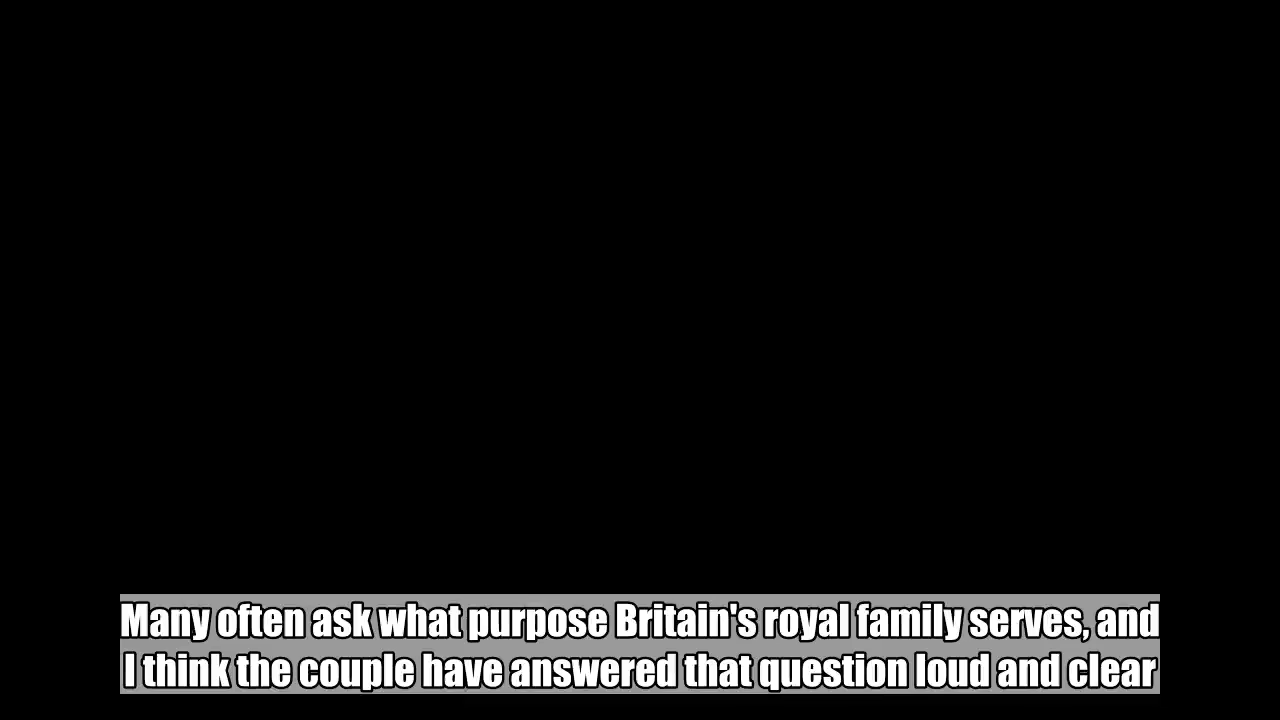 Many often ask what purpose Britain's royal family serves, and
I think the couple have answered that question loud and clear